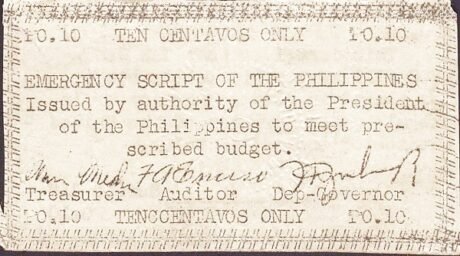 P0.10 TEN CENTAVOS ONLY P0.10
EMERGENCY SCRIPT OF THE PHILIPPINES
Issued by authority of the President
of the Philippines to meet pre-
scribed budget.
Treasurer Auditor Dep-Governor
P0.10 TENCCENTAVOS ONLY P0.10